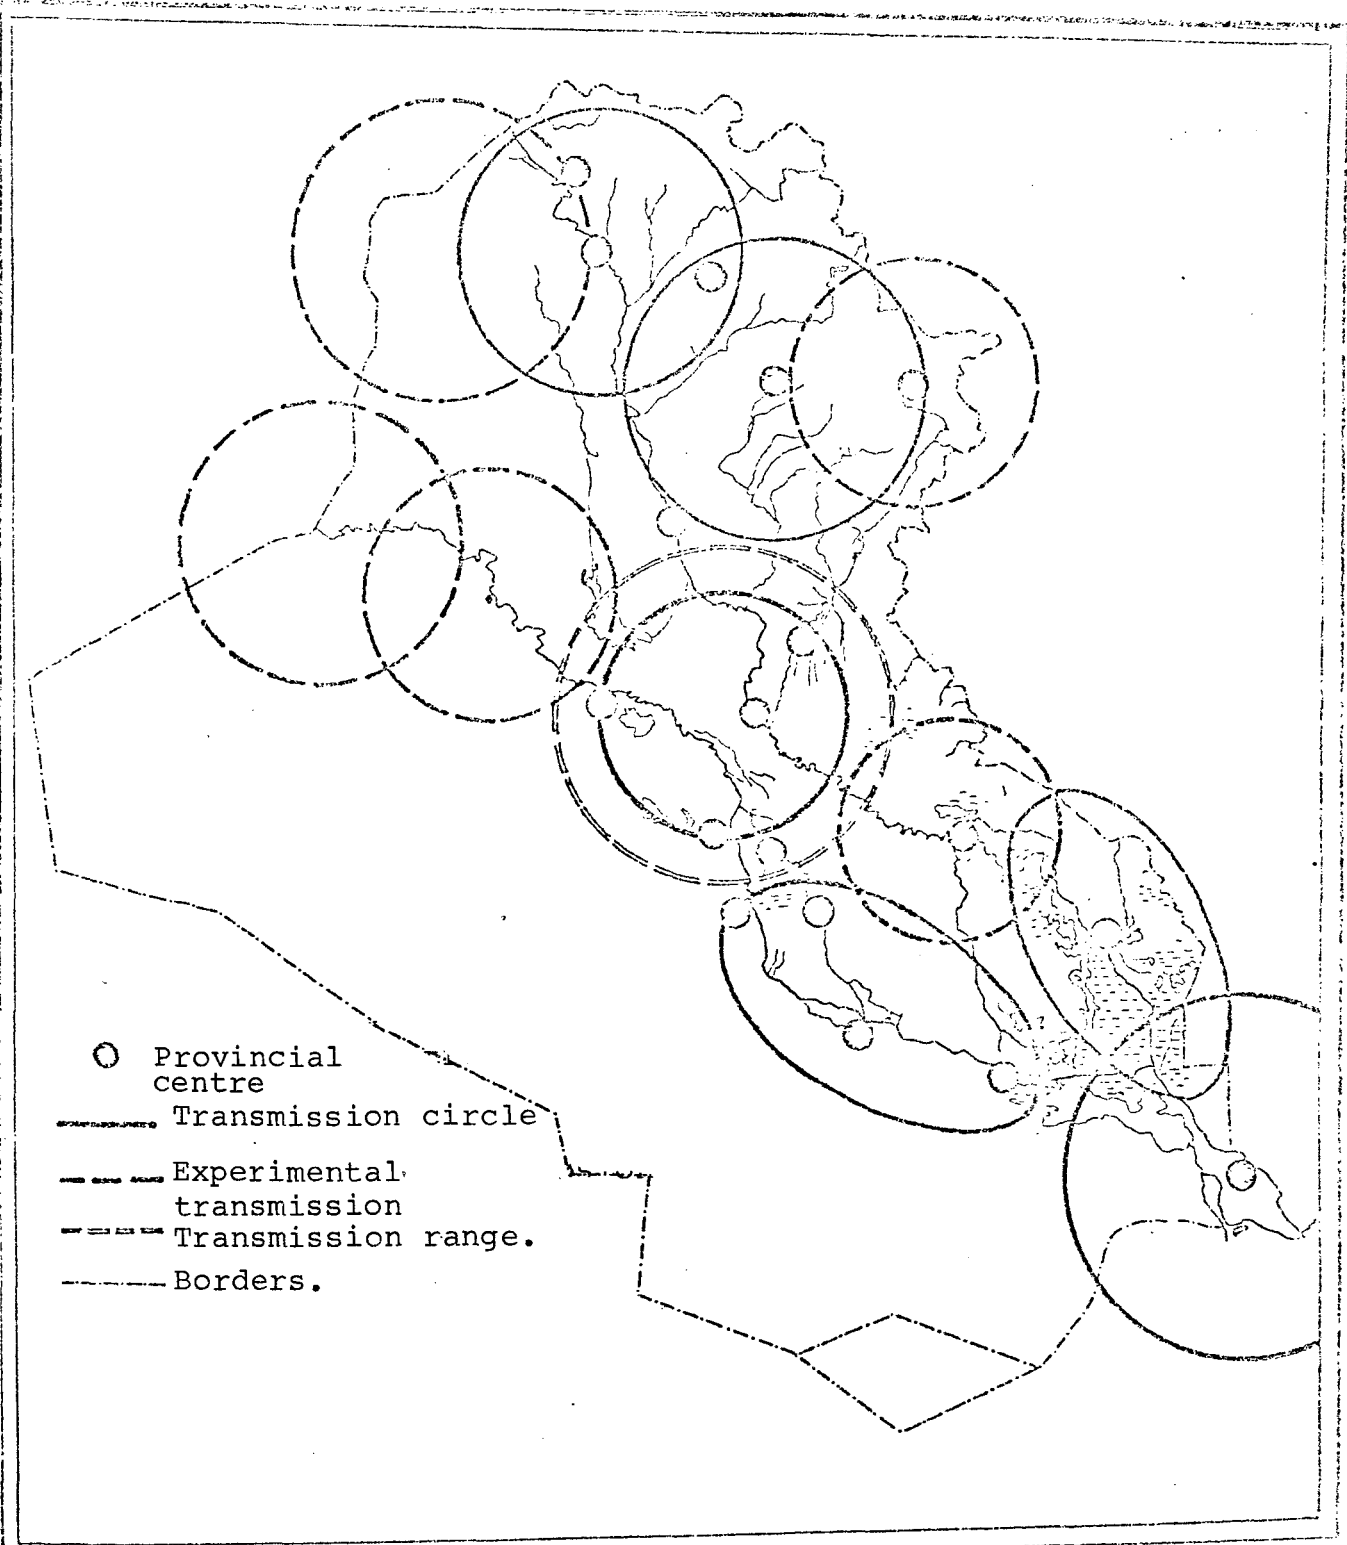 Provincial
centre
Transmission circle
Experimental
transmission
Transmission range.
Borders.